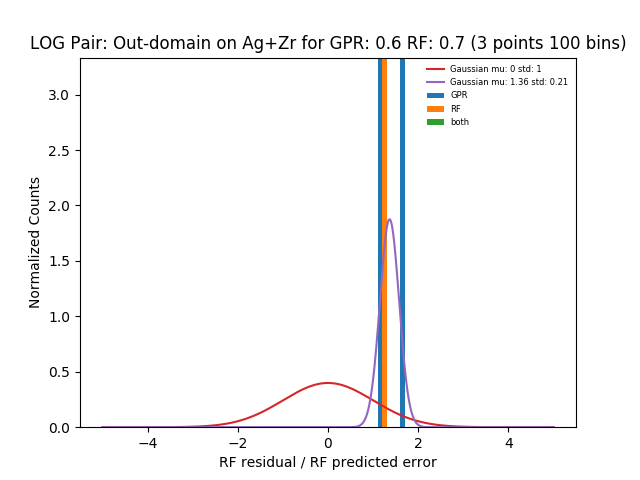 LOG Pair: Out-domain on Ag+Zr for GPR: 0.6 RF: 0.7 (3 points 100 bins)
Gaussian mu: 0 std: 1
Gaussian mu: 1.36 std: 0.21
GPR
RF
both
Normalized Counts
3.0
2.5
2.0
1.5
1.0
0.5
0.0
−4
−2
0
2
4
RF residual / RF predicted error